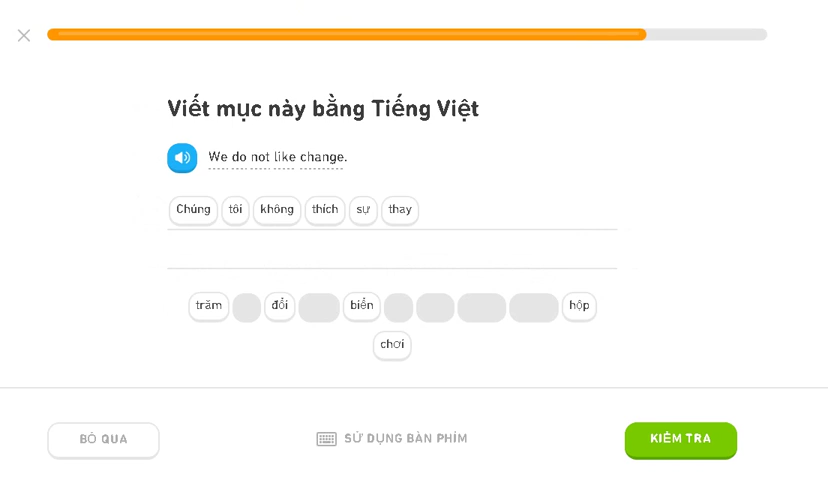 Viết mục này bằng Tiếng Việt
We do not like change.
Chúng tôi không thích sự thay
trăm đổi biến hộp
chơi
BỎ QUA SỬ DỤNG BÀN PHÍM KIỂM TRA